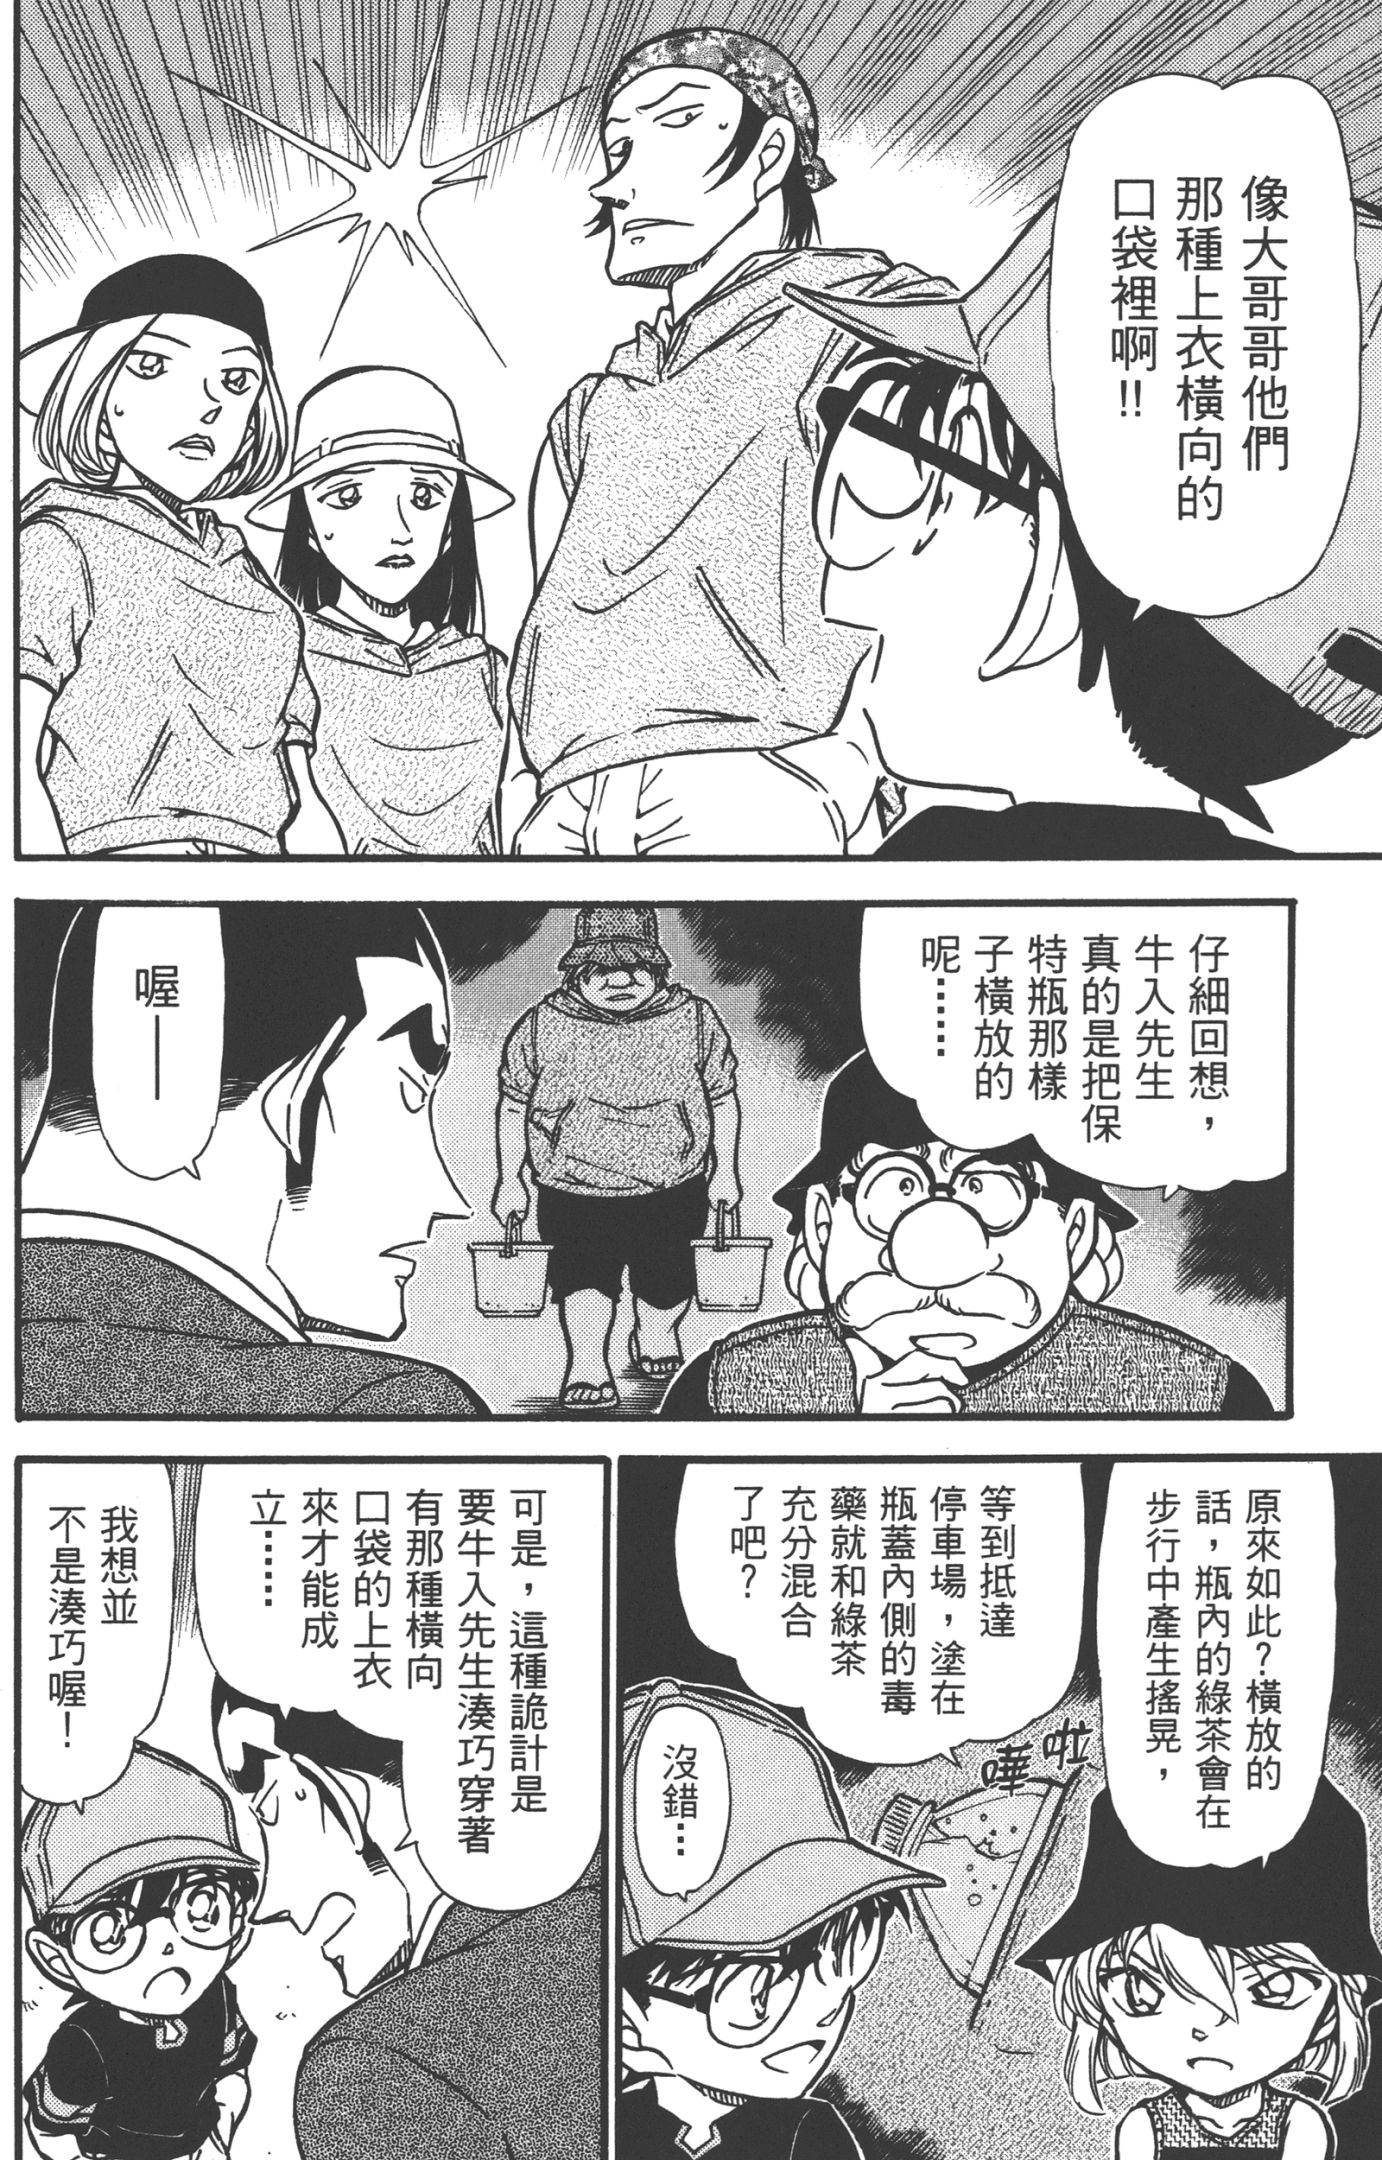 像大哥哥他們
那種上衣橫向的
口袋裡啊!!
仔細回想，
牛入先生
真的是把保
特瓶那樣
子橫放的
呢……
喔——
原來如此？橫放的
話，瓶內的綠茶會在
步行中產生搖晃，
等到抵達
停車場，塗在
瓶蓋內側的毒
藥就和綠茶
充分混合
了吧？
啦
嘩
沒錯…
可是，這種詭計是
要牛入先生湊巧穿著
有那種橫向
口袋的上衣
來才能成
立……
我想並
不是湊巧喔！